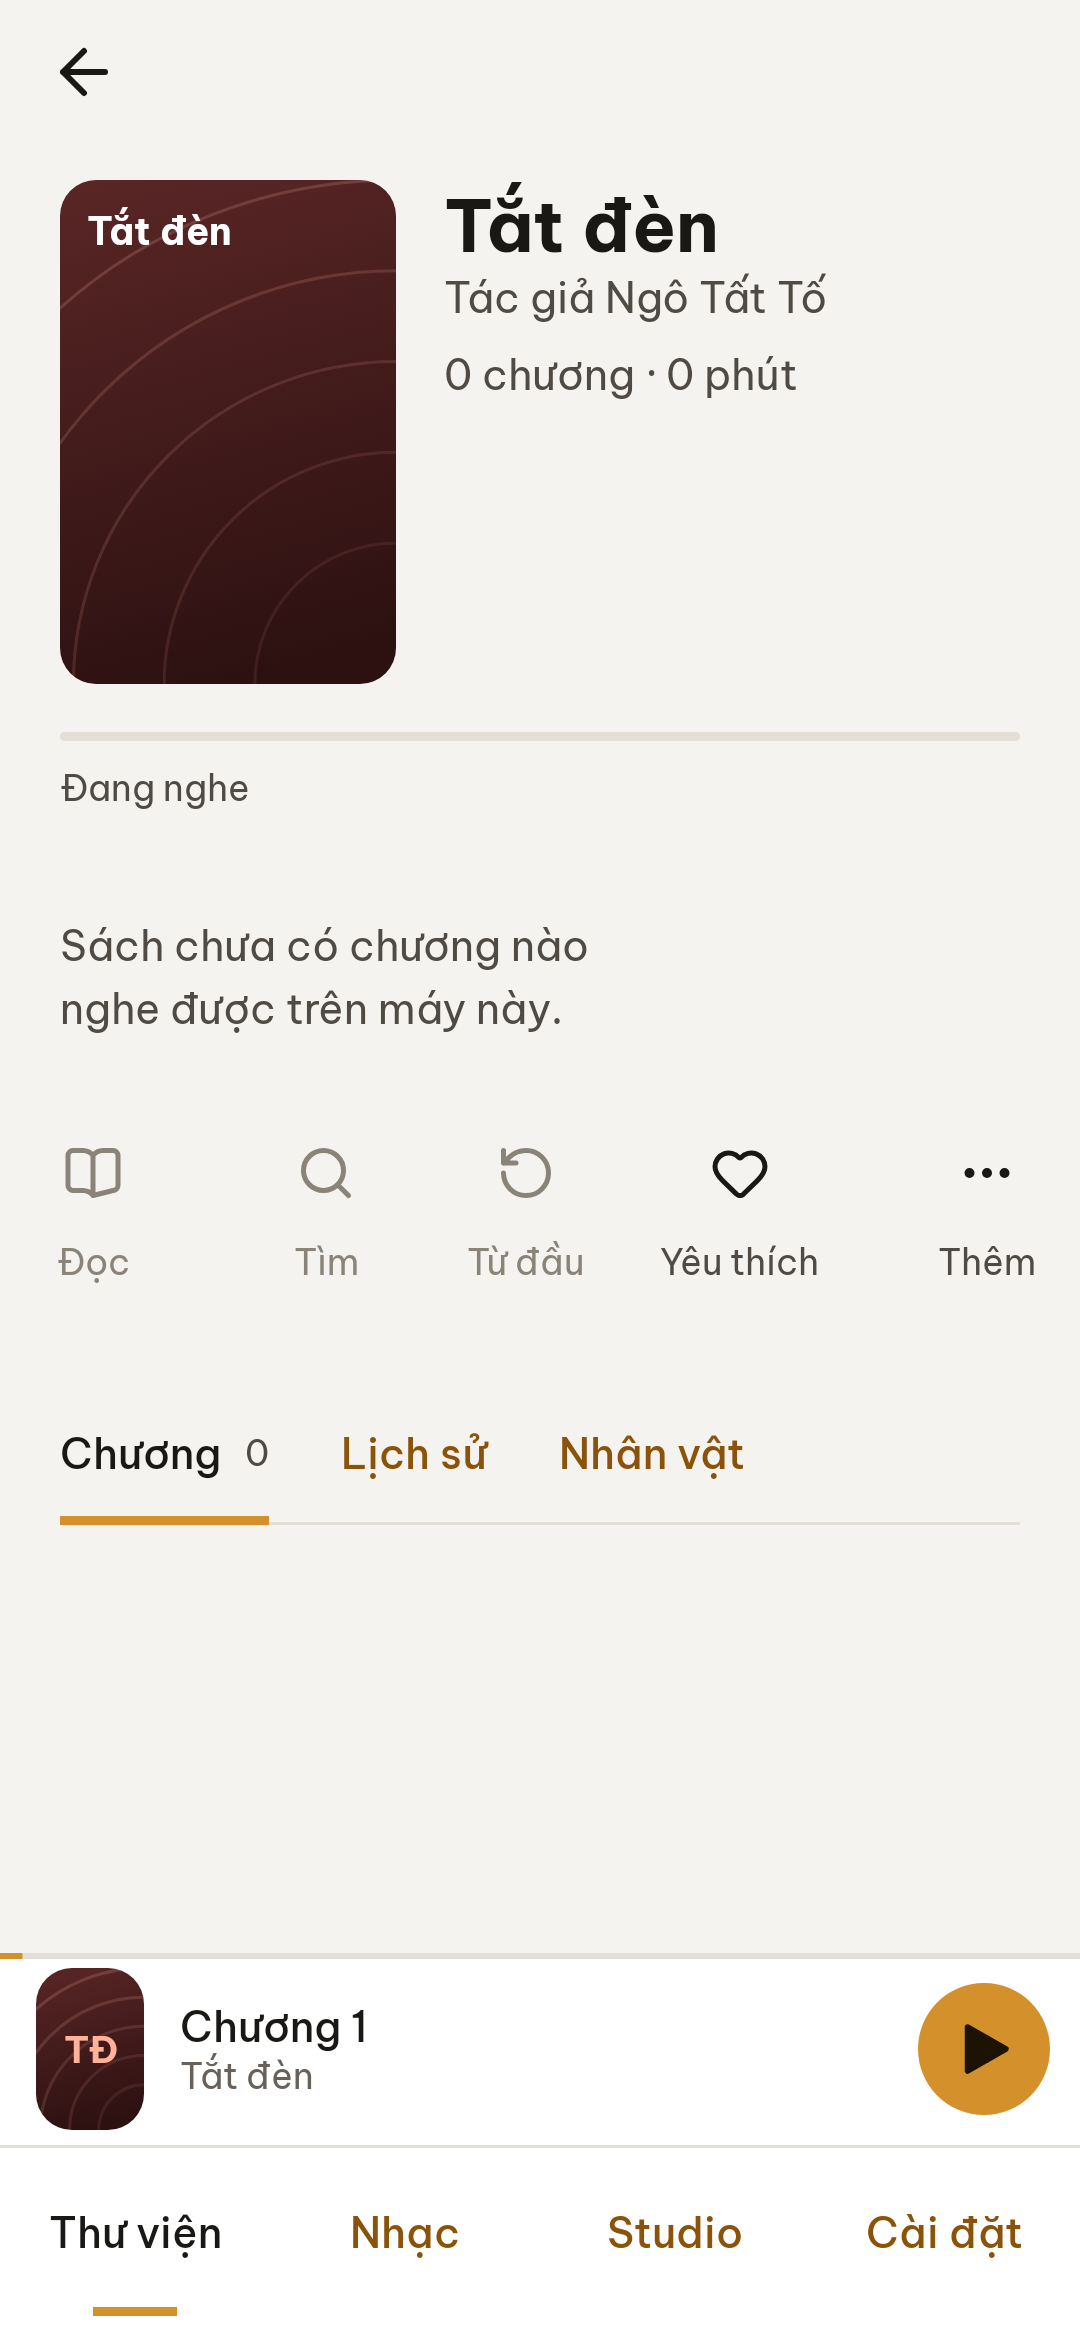 Tắt đèn
Tắt đèn
Tác giả Ngô Tất Tố
0 chương · 0 phút
Đang nghe
Sách chưa có chương nào
nghe được trên máy này.
Đọc
Tìm
Từ đầu
Yêu thích
Thêm
Chương 0
Lịch sử
Nhân vật
TĐ
Chương 1
Tắt đèn
Thư viện
Nhạc
Studio
Cài đặt